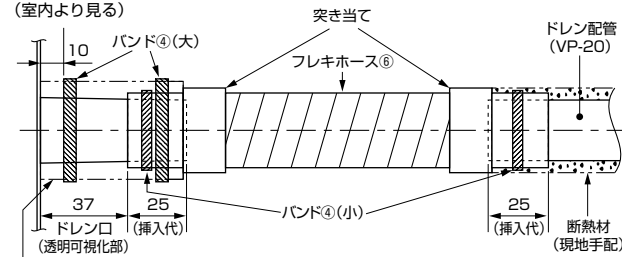 (室内より見る)
突き当て
10
バンド④(大)
フレキホース⑥
ドレン配管
(VP-20)
37
ドレン口
(透明可視化部)
25
(挿入代)
バンド④(小)
25
(挿入代)
断熱材
(現地手配)